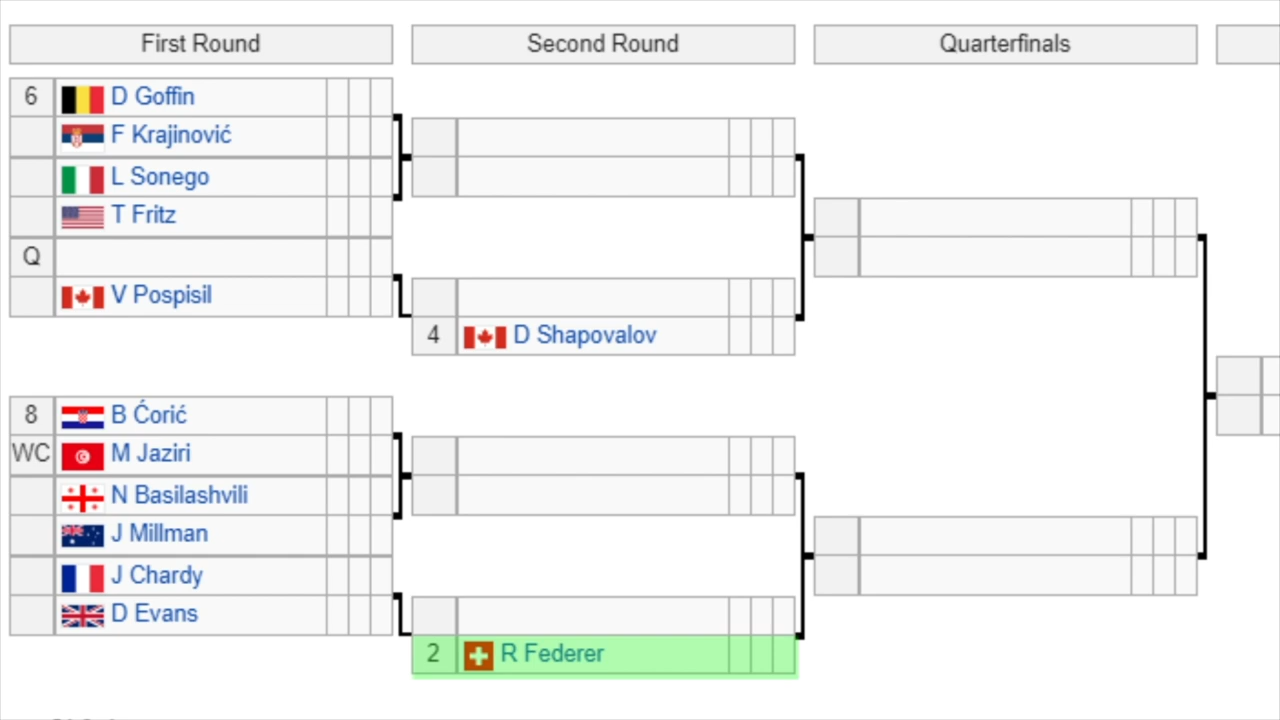 First Round
Second Round
Quarterfinals
6 D Goffin
F Krajinović
L Sonego
T Fritz
Q
V Pospisil
4 D Shapovalov
8 B Ćorić
WC M Jaziri
N Basilashvili
J Millman
J Chardy
D Evans
2 R Federer